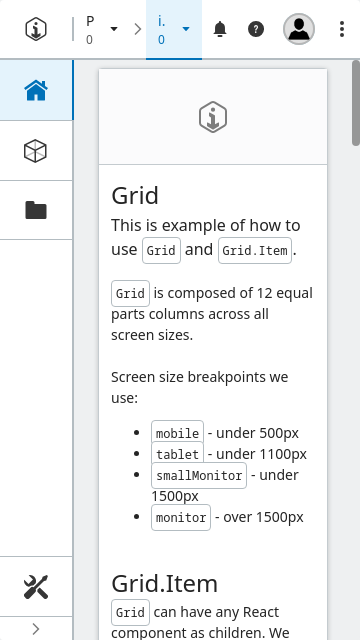 P
0
i.
0
Grid
This is example of how to
use Grid and Grid.Item.
Grid is composed of 12 equal
parts columns across all
screen sizes.
Screen size breakpoints we
use:
• mobile - under 500px
• tablet - under 1100px
• smallMonitor - under
1500px
• monitor - over 1500px
Grid.Item
Grid can have any React
component as children. We